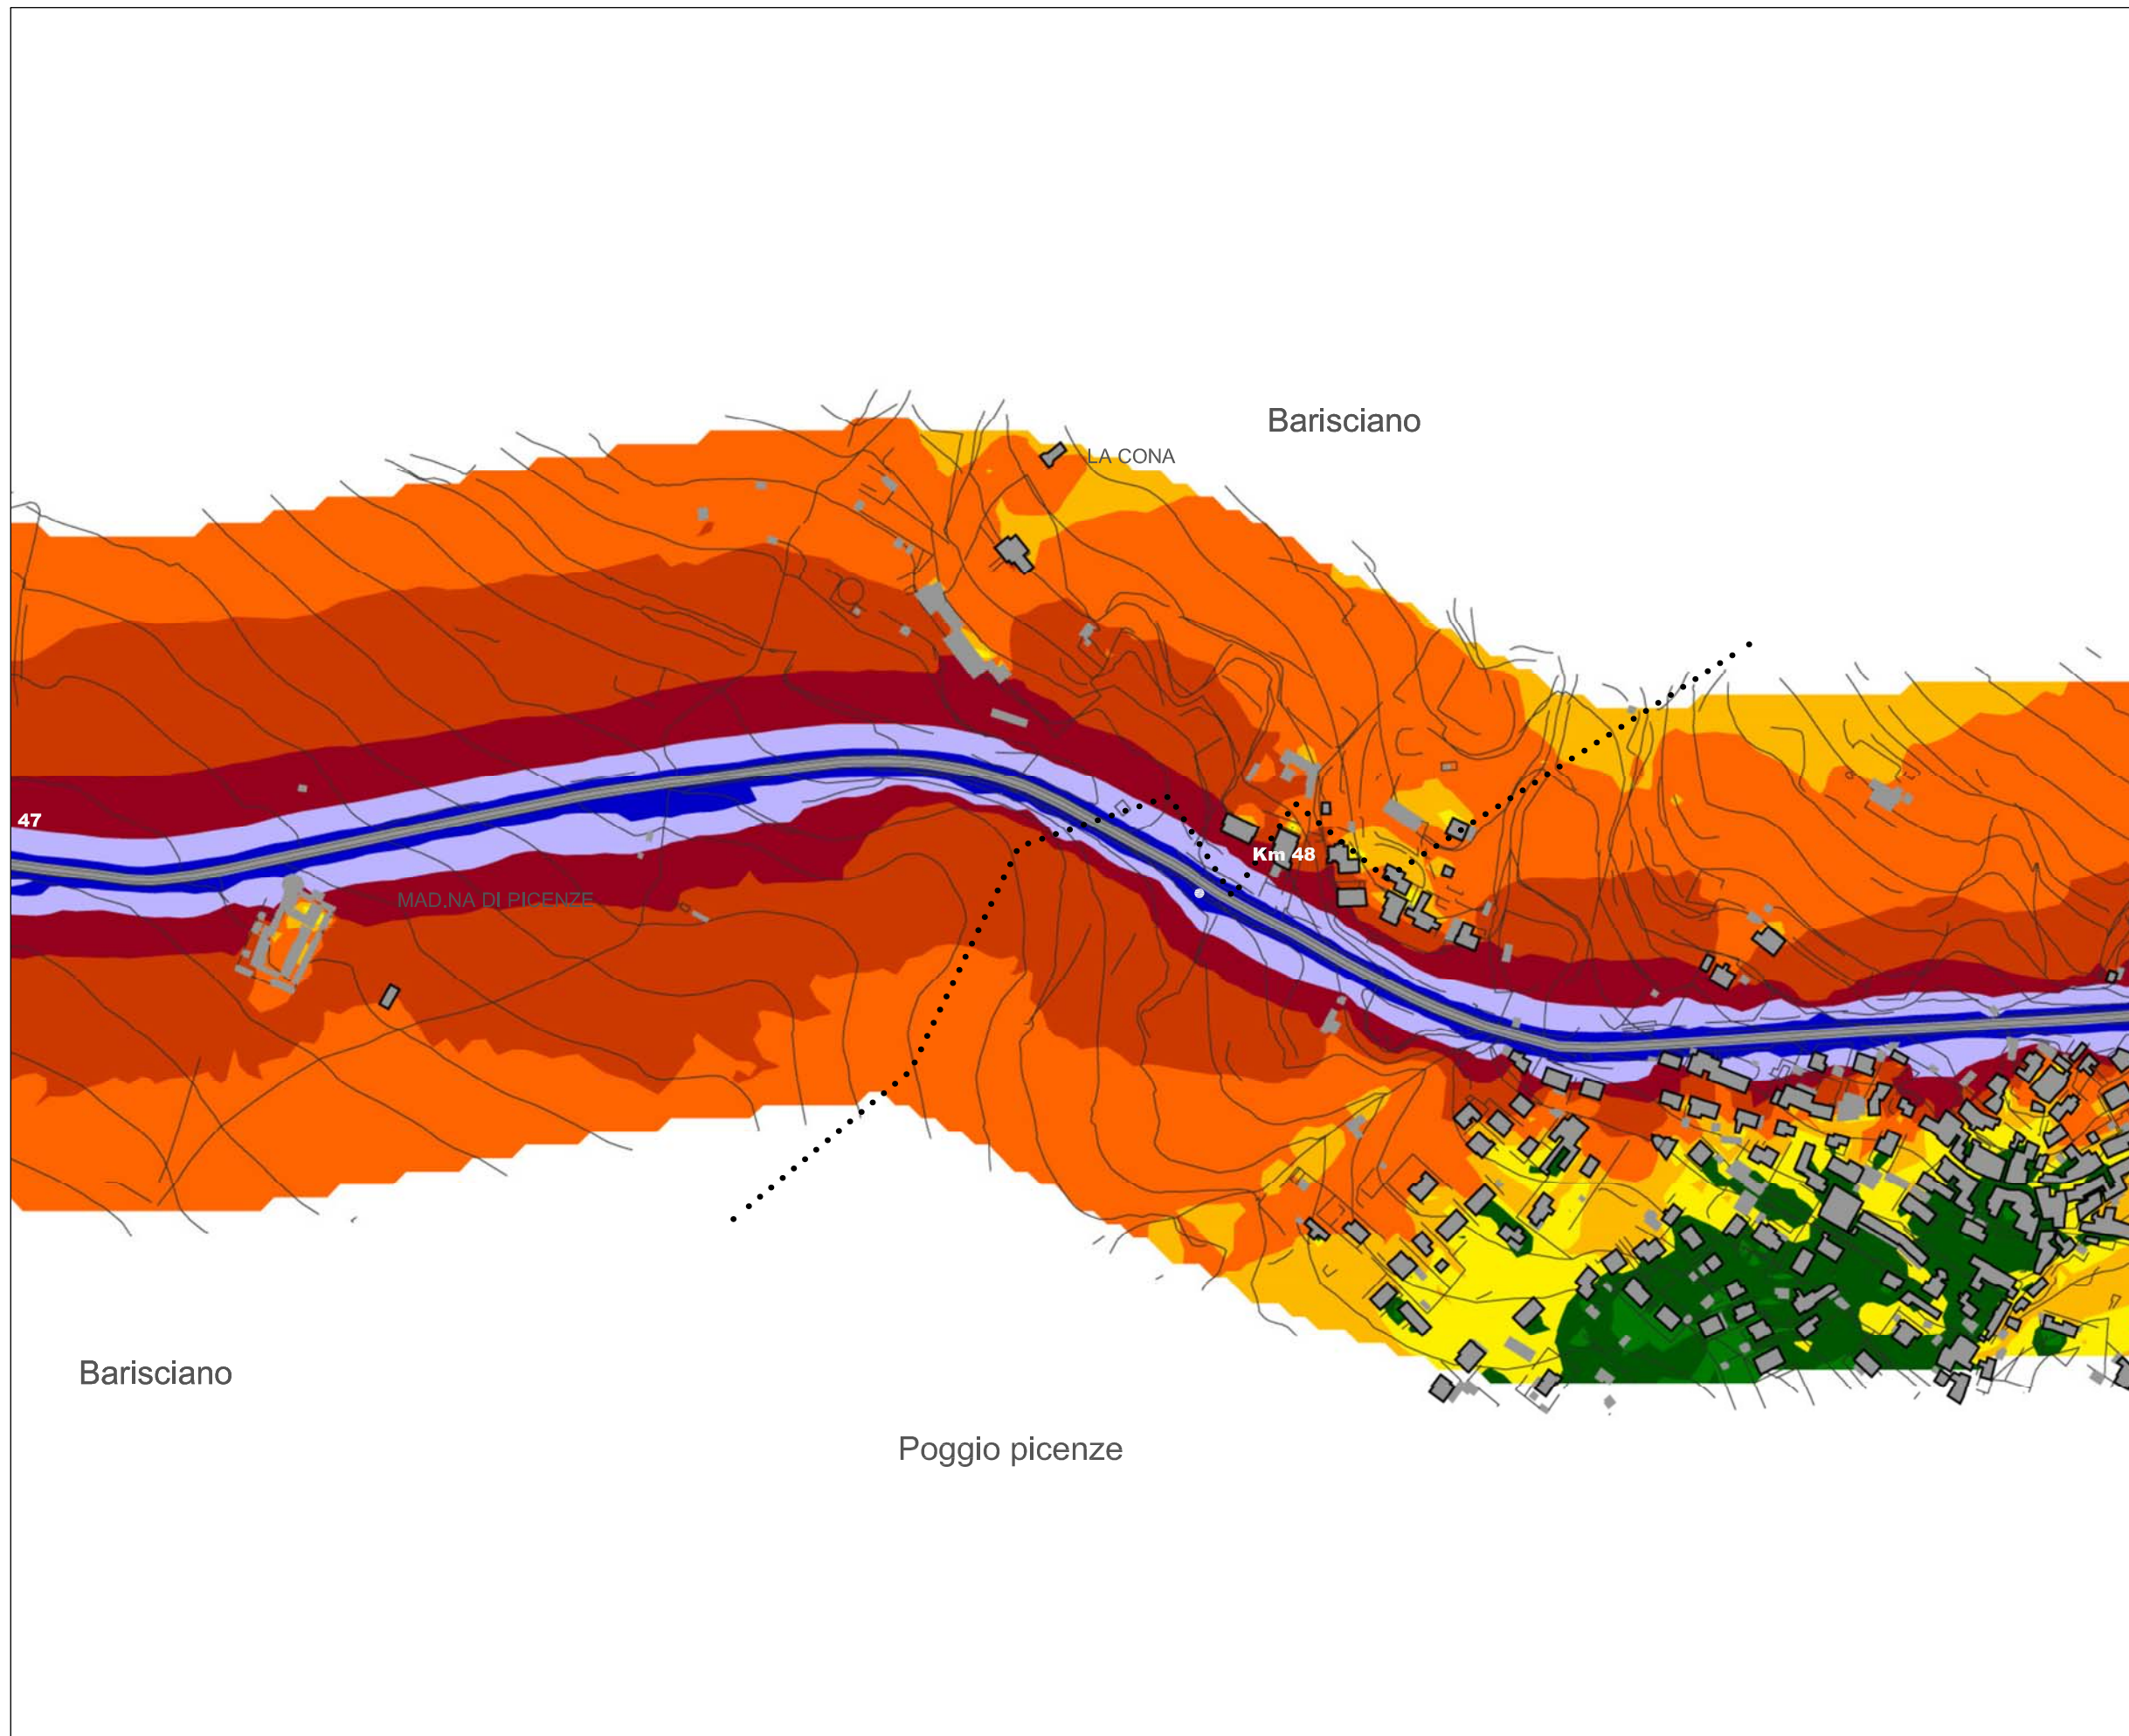 Barisciano
LA CONA
47
Km 48
MAD.NA DI PICENZE
Barisciano
Poggio picenze